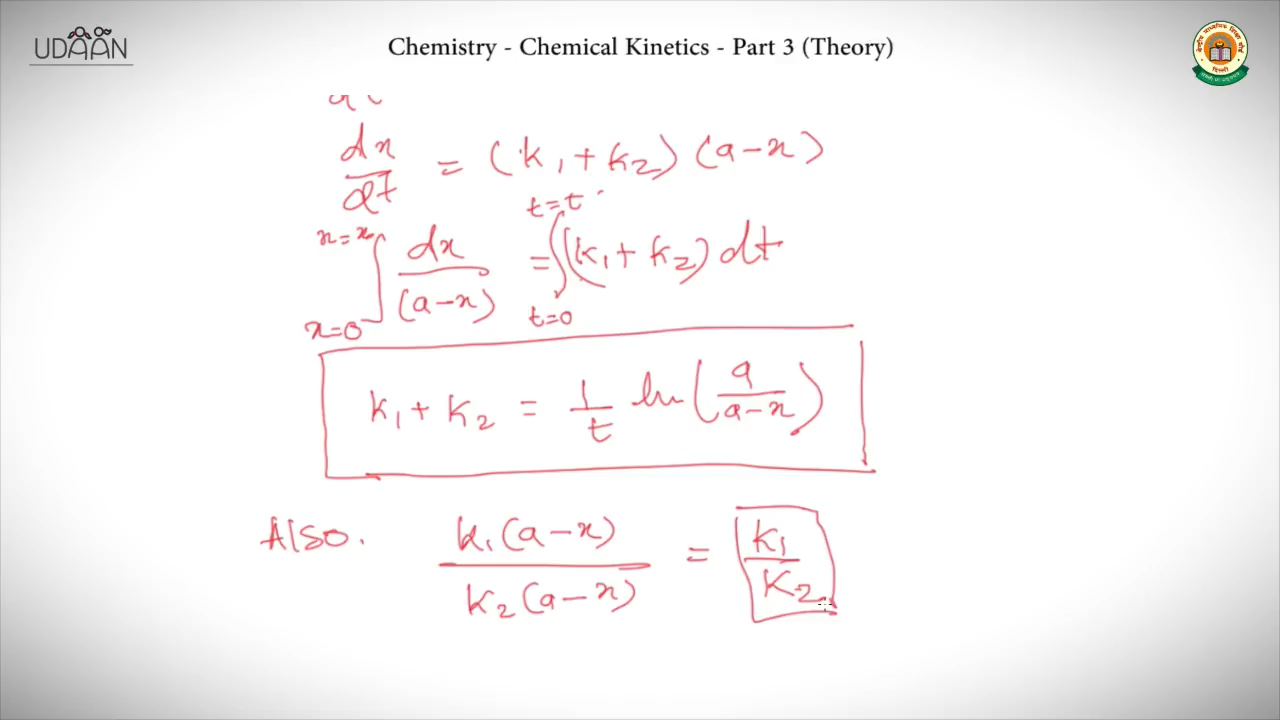 UDAAN
Chemistry - Chemical Kinetics - Part 3 (Theory)
dx/dt = (k₁ + k₂) (a-x)
t=t
x=x
∫ dx/(a-x) = ∫ (k₁ + k₂) dt
x=0 t=0
k₁ + k₂ = 1/t ln(a/(a-x))
Also. k₁(a-x)/k₂(a-x) = k₁/k₂